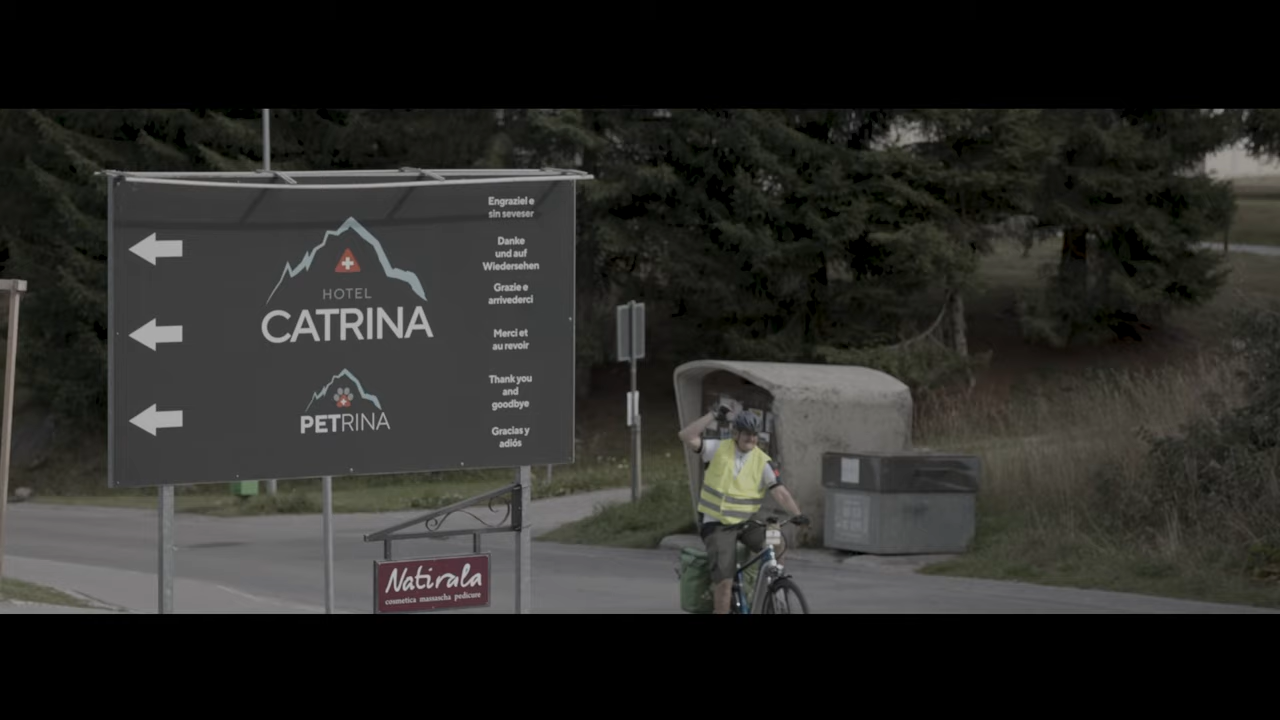 HOTEL
CATRINA
PETRINA
Engraziel e
sin seveser
Danke
und auf
Wiedersehen
Grazie e
arrivederci
Merci et
au revoir
Thank you
and
goodbye
Gracias y
adiós
Natirala
cosmetica massascha pedicura